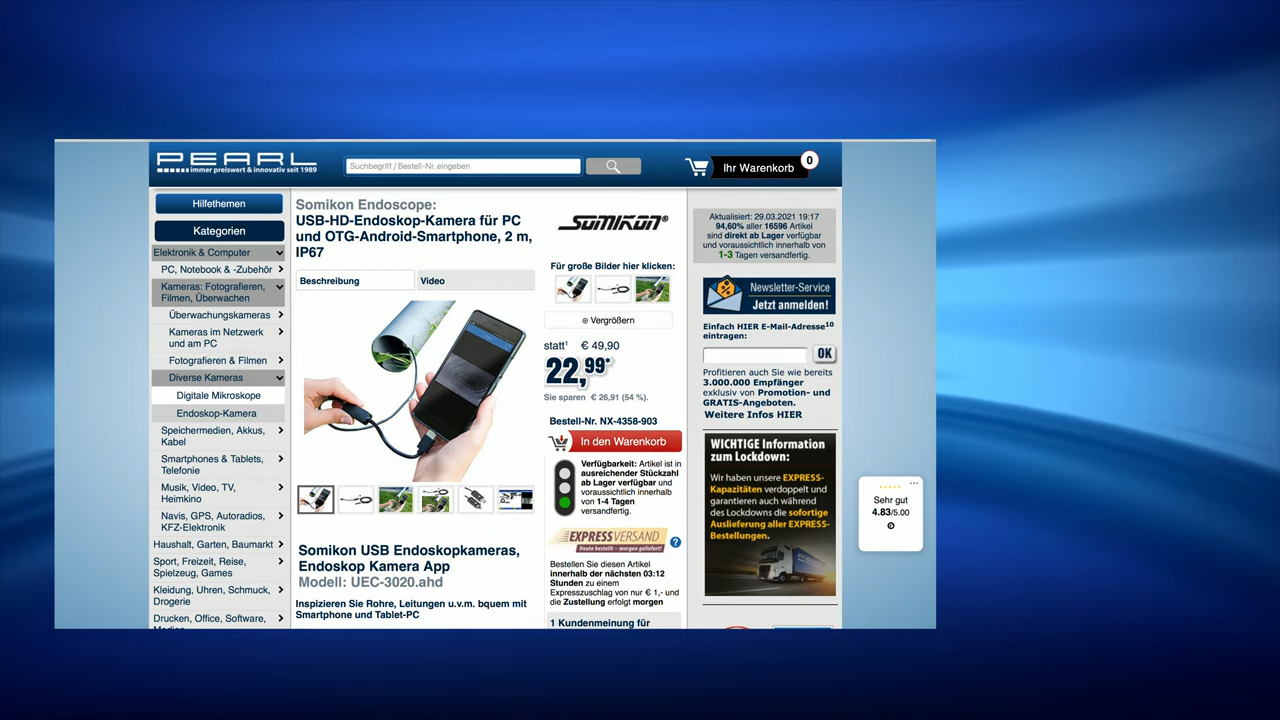 PEARL
immer preiswert & innovativ seit 1989
Suchbegriff / Bestell-Nr. eingeben
Ihr Warenkorb
0
Hilfethemen
Kategorien
Elektronik & Computer
PC, Notebook & -Zubehör
Kameras: Fotografieren,
Filmen, Überwachen
Überwachungskameras
Kameras im Netzwerk
und am PC
Fotografieren & Filmen
Diverse Kameras
Digitale Mikroskope
Endoskop-Kamera
Speichermedien, Akkus,
Kabel
Smartphones & Tablets,
Telefonie
Musik, Video, TV,
Heimkino
Navis, GPS, Autoradios,
KFZ-Elektronik
Haushalt, Garten, Baumarkt
Sport, Freizeit, Reise,
Spielzeug, Games
Kleidung, Uhren, Schmuck,
Drogerie
Drucken, Office, Software,
Medien
Somikon Endoscope:
USB-HD-Endoskop-Kamera für PC
und OTG-Android-Smartphone, 2 m,
IP67
Beschreibung
Video
Somikon USB Endoskopkameras,
Endoskop Kamera App
Modell: UEC-3020.ahd
Inspizieren Sie Rohre, Leitungen u.v.m. bquem mit
Smartphone und Tablet-PC
SOMIKON®
Für große Bilder hier klicken:
Vergrößern
statt¹ € 49,90
22,99*
Sie sparen € 26,91 (54 %).
Bestell-Nr. NX-4358-903
In den Warenkorb
Verfügbarkeit: Artikel ist in
ausreichender Stückzahl
ab Lager verfügbar und
voraussichtlich innerhalb
von 1-4 Tagen
versandfertig.
EXPRESSVERSAND
Heute bestellt – morgen geliefert!
?
Bestellen Sie diesen Artikel
innerhalb der nächsten 03:12
Stunden zu einem
Expresszuschlag von nur € 1,- und
die Zustellung erfolgt morgen
1 Kundenmeinung für
Aktualisiert: 29.03.2021 19:17
94,60% aller 16596 Artikel
sind direkt ab Lager verfügbar
und voraussichtlich innerhalb von
1-3 Tagen versandfertig.
Newsletter-Service
Jetzt anmelden!
Einfach HIER E-Mail-Adresse¹⁰
eintragen:
OK
Profitieren auch Sie wie bereits
3.000.000 Empfänger
exklusiv von Promotion- und
GRATIS-Angeboten.
Weitere Infos HIER
WICHTIGE Information
zum Lockdown:
Wir haben unsere EXPRESS-
Kapazitäten verdoppelt und
garantieren auch während
des Lockdowns die sofortige
Auslieferung aller EXPRESS-
Bestellungen.
Sehr gut
4.83/5.00